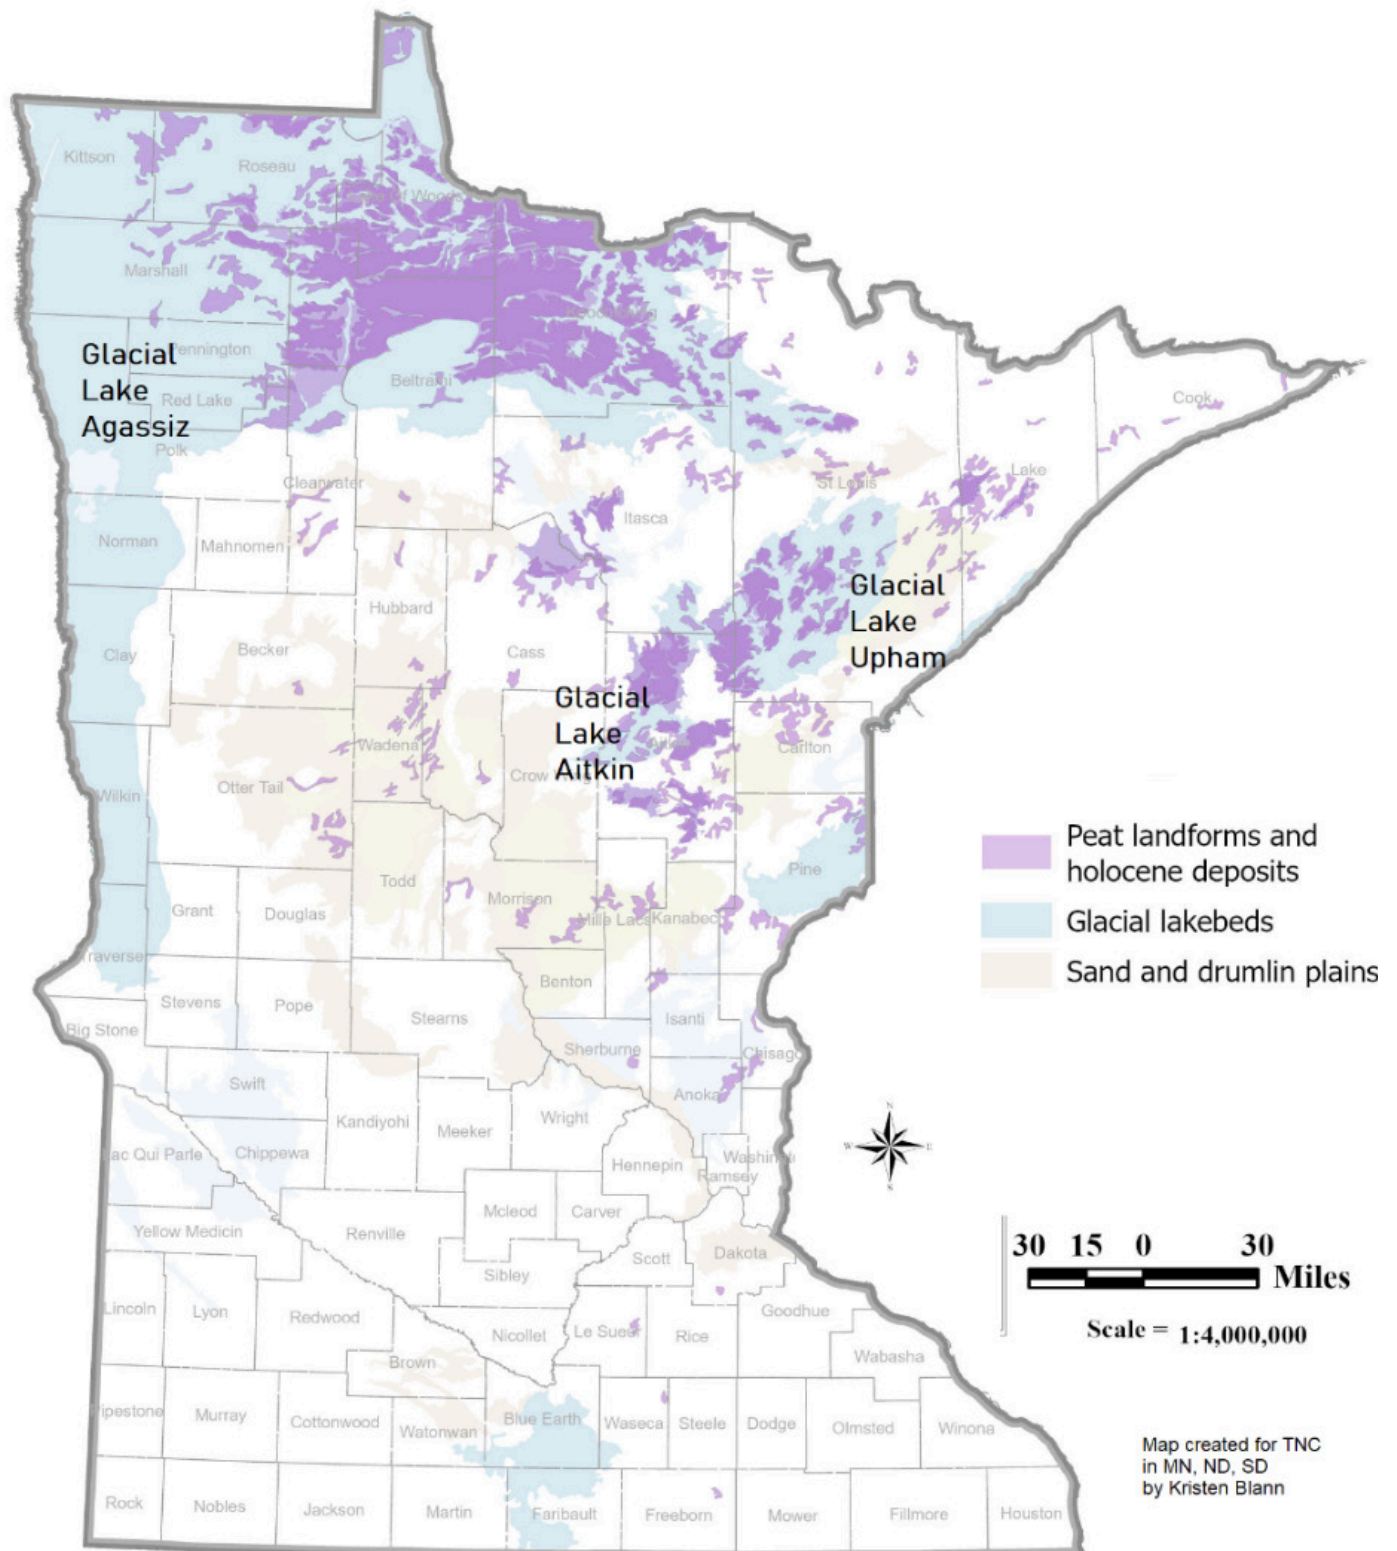 Kittson
Roseau
of Woods
Marshall
Koochiching
Glacial
Lake
Agassiz
Pennington
Beltrami
Red Lake
Polk
Cook
Clearwater
St Louis
Lake
Itasca
Norman
Mahnomen
Glacial
Lake
Upham
Hubbard
Becker
Clay
Cass
Glacial
Lake
Aitkin
Wadena
Carlton
Otter Tail
Crow Wing
Wilkin
Peat landforms and
holocene deposits
Glacial lakebeds
Sand and drumlin plains
Pine
Todd
Morrison
Grant
Douglas
Mille Lacs
Kanabec
Traverse
Benton
Stevens
Pope
Stearns
Isanti
Big Stone
Sherburne
Chisago
Swift
Anoka
Kandiyohi
Wright
Meeker
Lac Qui Parle
Chippewa
Hennepin
Washin
Ramsey
N
W
E
S
Mcleod
Carver
Yellow Medicin
Renville
Scott
Dakota
Sibley
30 15 0 30
Miles
Scale = 1:4,000,000
Lincoln
Lyon
Redwood
Nicollet
Le Sueur
Rice
Goodhue
Wabasha
Brown
Pipestone
Murray
Cottonwood
Watonwan
Blue Earth
Waseca
Steele
Dodge
Olmsted
Winona
Map created for TNC
in MN, ND, SD
by Kristen Blann
Rock
Nobles
Jackson
Martin
Faribault
Freeborn
Mower
Fillmore
Houston